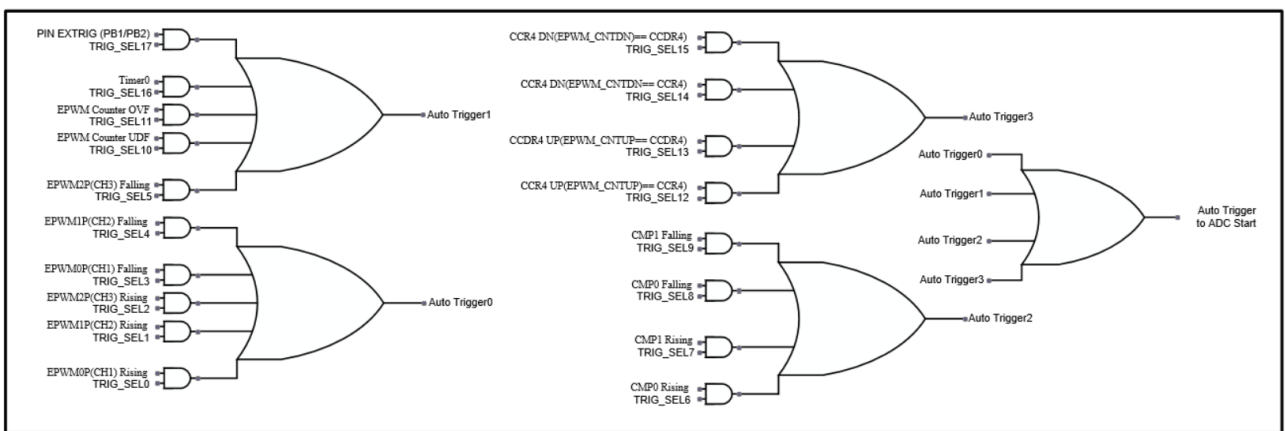 PIN EXTRIG (PB1/PB2)
TRIG_SEL17
Timer0
TRIG_SEL16
EPWM Counter OVF
TRIG_SEL11
EPWM Counter UDF
TRIG_SEL10
EPWM2P(CH3) Falling
TRIG_SEL5
Auto Trigger1
EPWM1P(CH2) Falling
TRIG_SEL4
EPWM0P(CH1) Falling
TRIG_SEL3
EPWM2P(CH3) Rising
TRIG_SEL2
EPWM1P(CH2) Rising
TRIG_SEL1
EPWM0P(CH1) Rising
TRIG_SEL0
Auto Trigger0
CCR4 DN(EPWM_CNTDN)== CCDR4)
TRIG_SEL15
CCR4 DN(EPWM_CNTDN== CCR4)
TRIG_SEL14
CCDR4 UP(EPWM_CNTUP== CCDR4)
TRIG_SEL13
CCR4 UP(EPWM_CNTUP)== CCR4)
TRIG_SEL12
Auto Trigger3
CMP1 Falling
TRIG_SEL9
CMP0 Falling
TRIG_SEL8
CMP1 Rising
TRIG_SEL7
CMP0 Rising
TRIG_SEL6
Auto Trigger2
Auto Trigger0
Auto Trigger1
Auto Trigger2
Auto Trigger3
Auto Trigger
to ADC Start